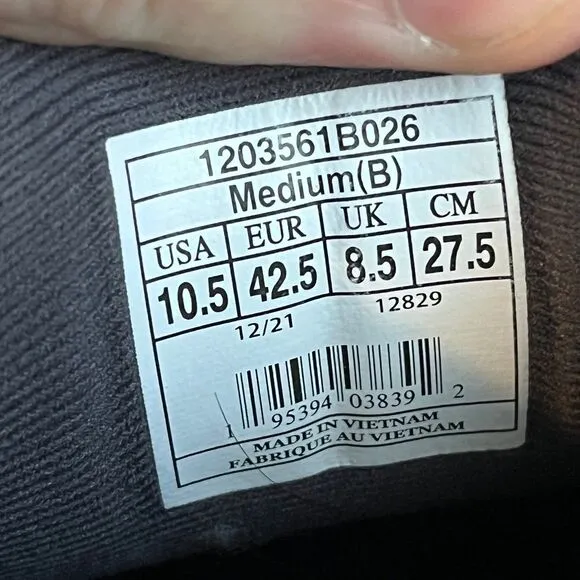 1203561B026
Medium(B)
USA EUR UK CM
10.5 42.5 8.5 27.5
12/21 12829
1 95394 03839 2
MADE IN VIETNAM
FABRIQUE AU VIETNAM